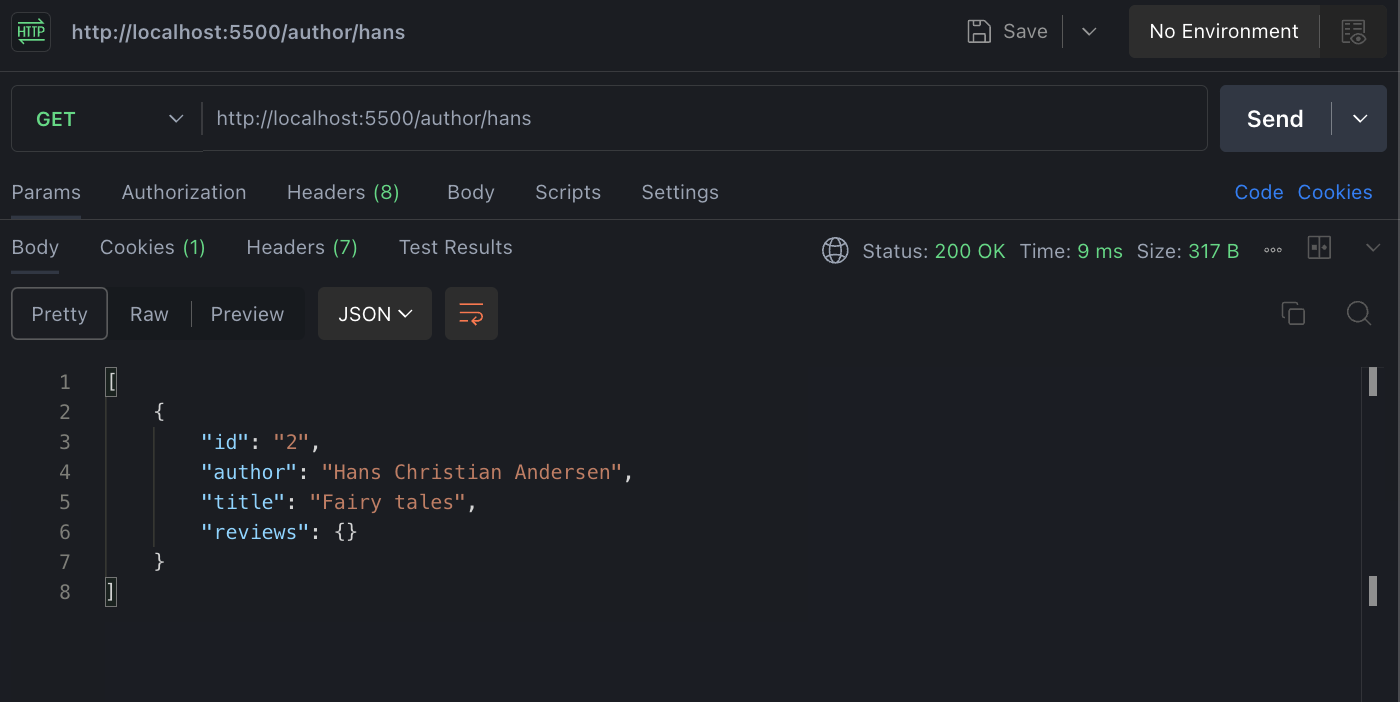 HTTP http://localhost:5500/author/hans Save No Environment
GET http://localhost:5500/author/hans Send
Params Authorization Headers (8) Body Scripts Settings Code Cookies
Body Cookies (1) Headers (7) Test Results Status: 200 OK Time: 9 ms Size: 317 B
Pretty Raw Preview JSON
1 [
2 {
3 "id": "2",
4 "author": "Hans Christian Andersen",
5 "title": "Fairy tales",
6 "reviews": {}
7 }
8 ]